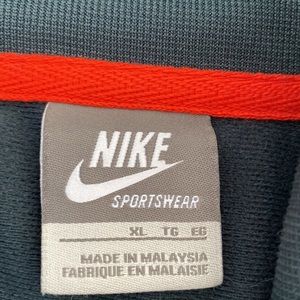 NIKE
SPORTSWEAR
XL TG EG
MADE IN MALAYSIA
FABRIQUE EN MALAISIE